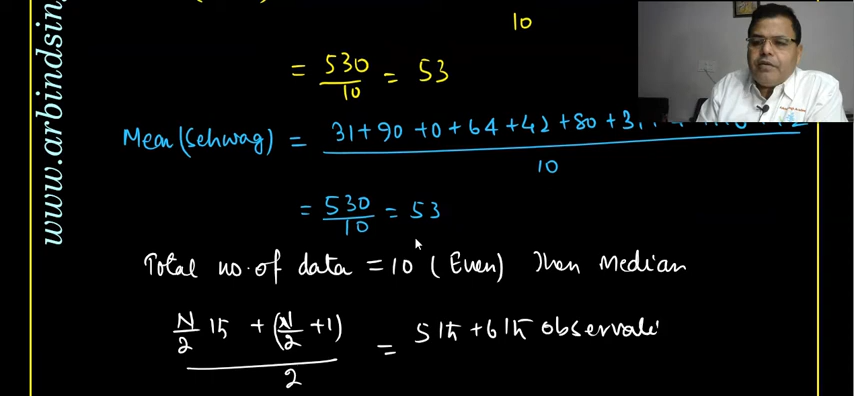 10
= 530/10 = 53
Mean (Sehwag) = 31 + 90 + 0 + 64 + 42 + 80 + 3
10
= 530/10 = 53
Total no. of data = 10 (Even) Then Median
N/2 th + (N/2 + 1) / 2 = 5th + 6th observati
www.arbindsin